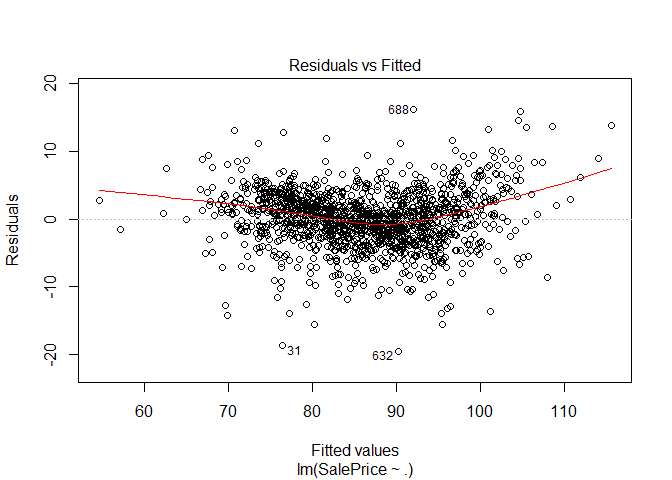 Residuals vs Fitted
20
10
0
-10
-20
Residuals
688
31
632
60 70 80 90 100 110
Fitted values
lm(SalePrice ~ .)